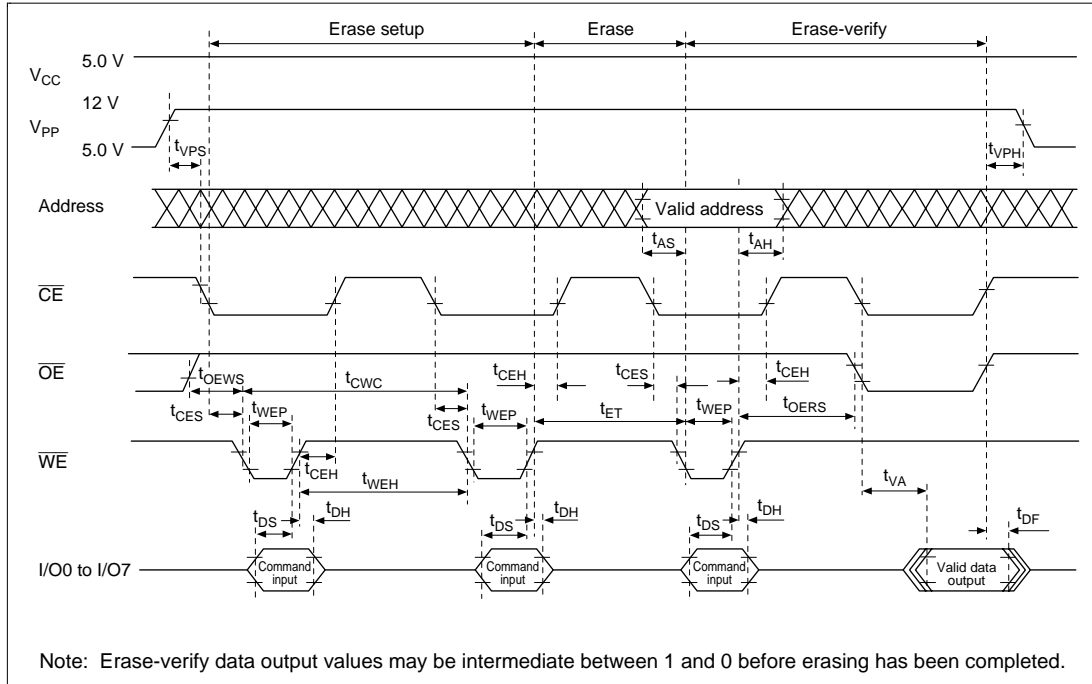 Erase setup Erase Erase-verify
5.0 V
VCC
12 V
VPP
5.0 V
tVPS tVPH
Address Valid address
tAS tAH
CE
OE tOEWS tCWC tCEH tCES tCEH
tCES tWEP tCES tWEP tET tWEP tOERS
WE
tCEH
tWEH tVA
tDS tDH tDS tDH tDS tDH tDF
I/O0 to I/O7 Command input Command input Command input Valid data output
Note: Erase-verify data output values may be intermediate between 1 and 0 before erasing has been completed.